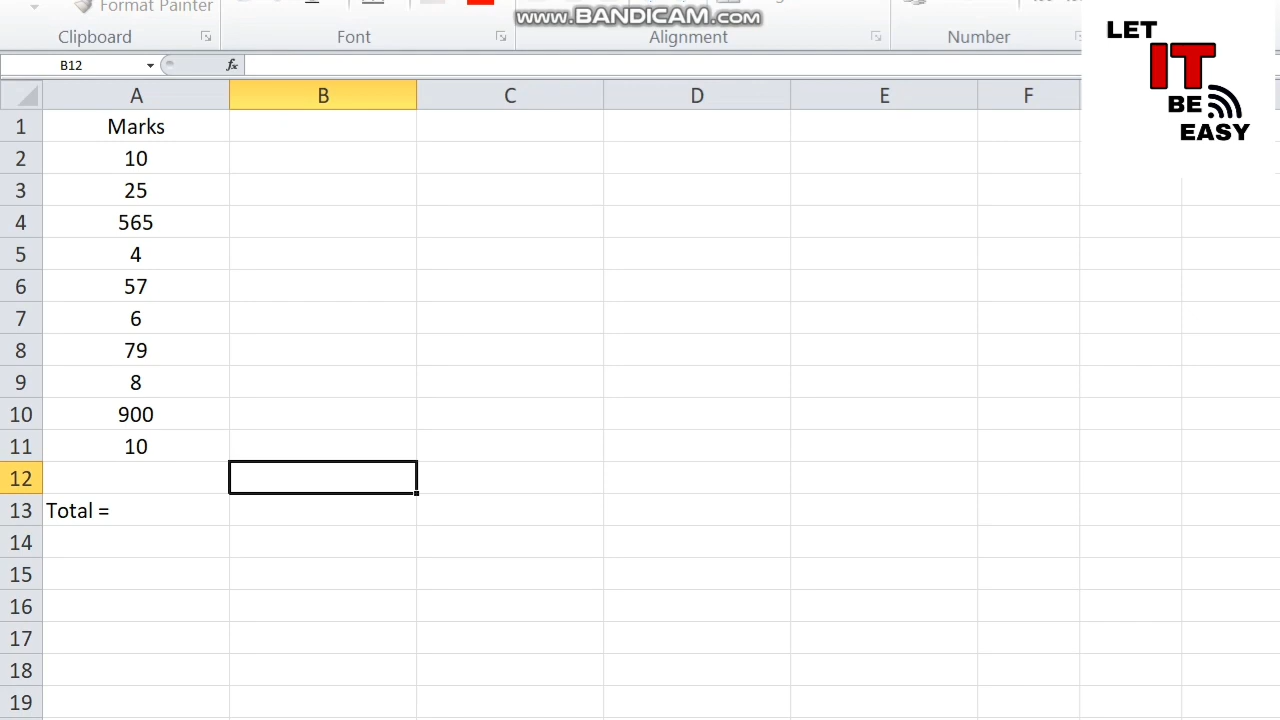 Format Painter
www.BANDICAM.com
Clipboard
Font
Alignment
Number
LET
IT
BE
EASY
B12
fx
A B C D E F
1 Marks
2 10
3 25
4 565
5 4
6 57
7 6
8 79
9 8
10 900
11 10
12
13 Total =
14
15
16
17
18
19